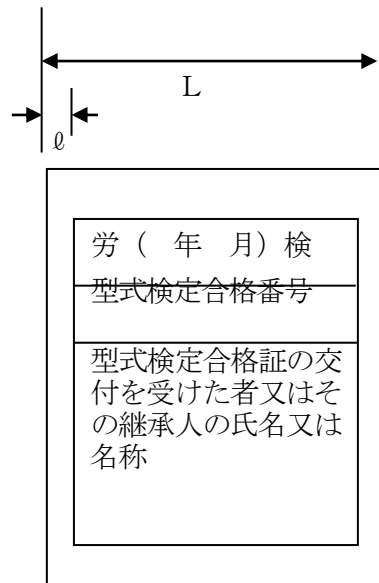 L
ℓ
労（　年　月）検
型式検定合格番号
型式検定合格証の交
付を受けた者又はそ
の継承人の氏名又は
名称